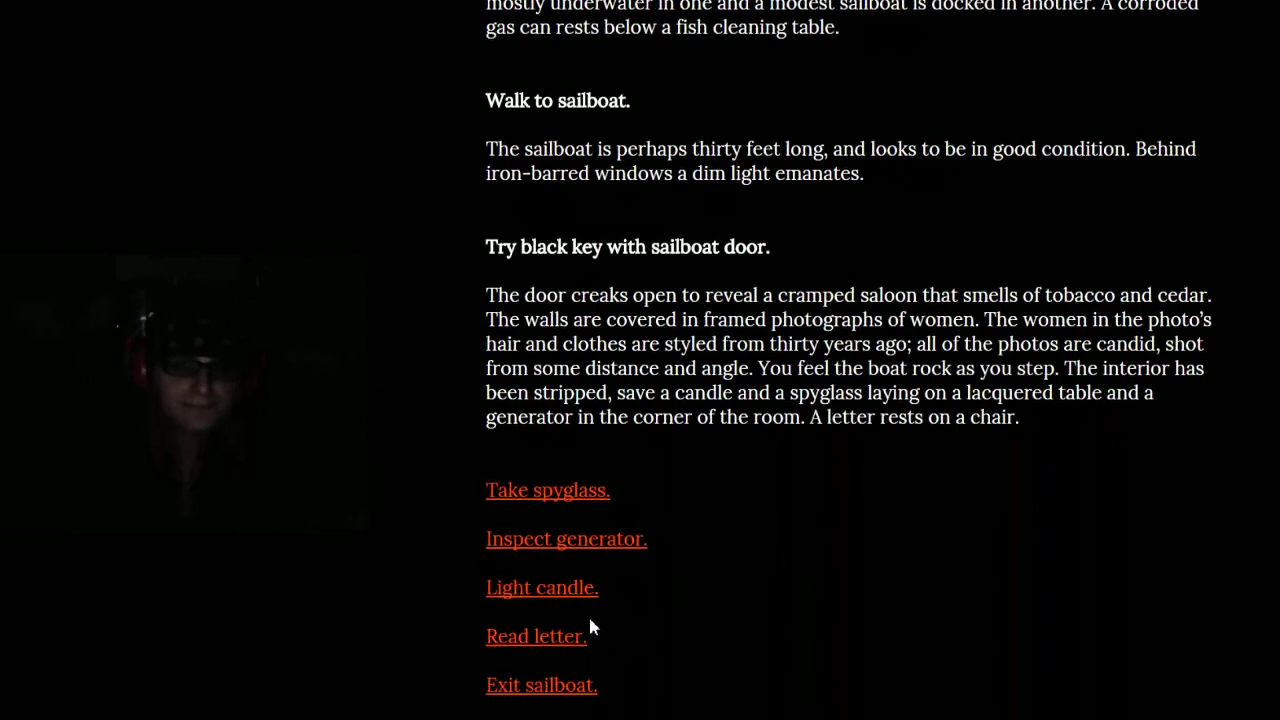 mostly underwater in one and a modest sailboat is docked in another. A corroded
gas can rests below a fish cleaning table.
Walk to sailboat.
The sailboat is perhaps thirty feet long, and looks to be in good condition. Behind
iron-barred windows a dim light emanates.
Try black key with sailboat door.
The door creaks open to reveal a cramped saloon that smells of tobacco and cedar.
The walls are covered in framed photographs of women. The women in the photo’s
hair and clothes are styled from thirty years ago; all of the photos are candid, shot
from some distance and angle. You feel the boat rock as you step. The interior has
been stripped, save a candle and a spyglass laying on a lacquered table and a
generator in the corner of the room. A letter rests on a chair.
Take spyglass.
Inspect generator.
Light candle.
Read letter.
Exit sailboat.